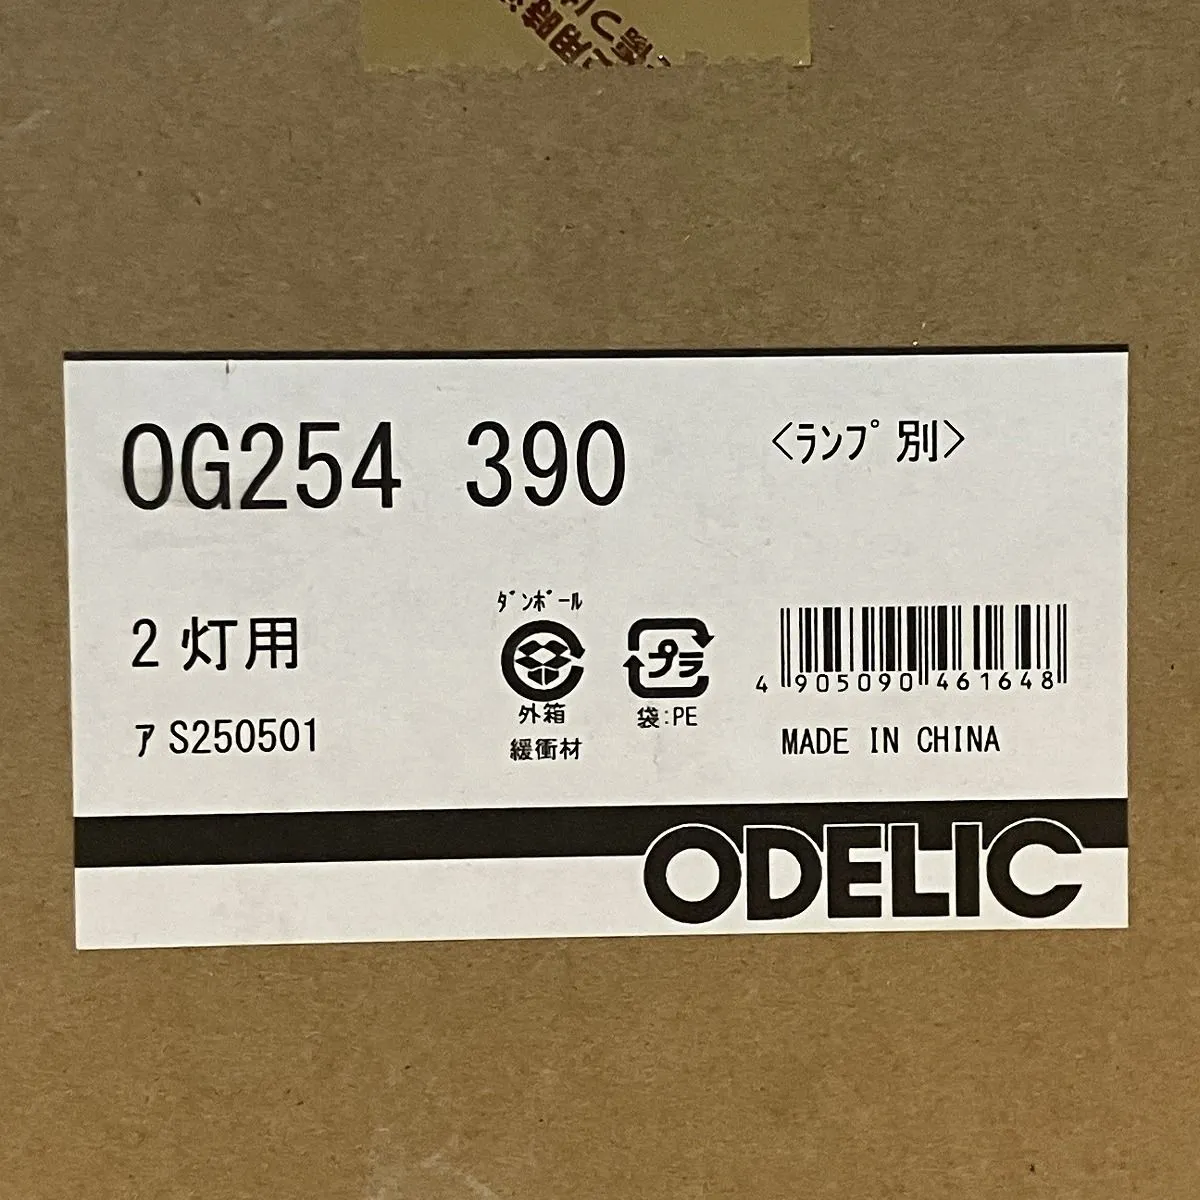 OG254 390
<ﾗﾝﾌﾟ別>
2 灯用
ア S250501
ﾀﾞﾝﾎﾞｰﾙ
外箱
緩衝材
プラ
袋:PE
4 905090 461648
MADE IN CHINA
ODELIC